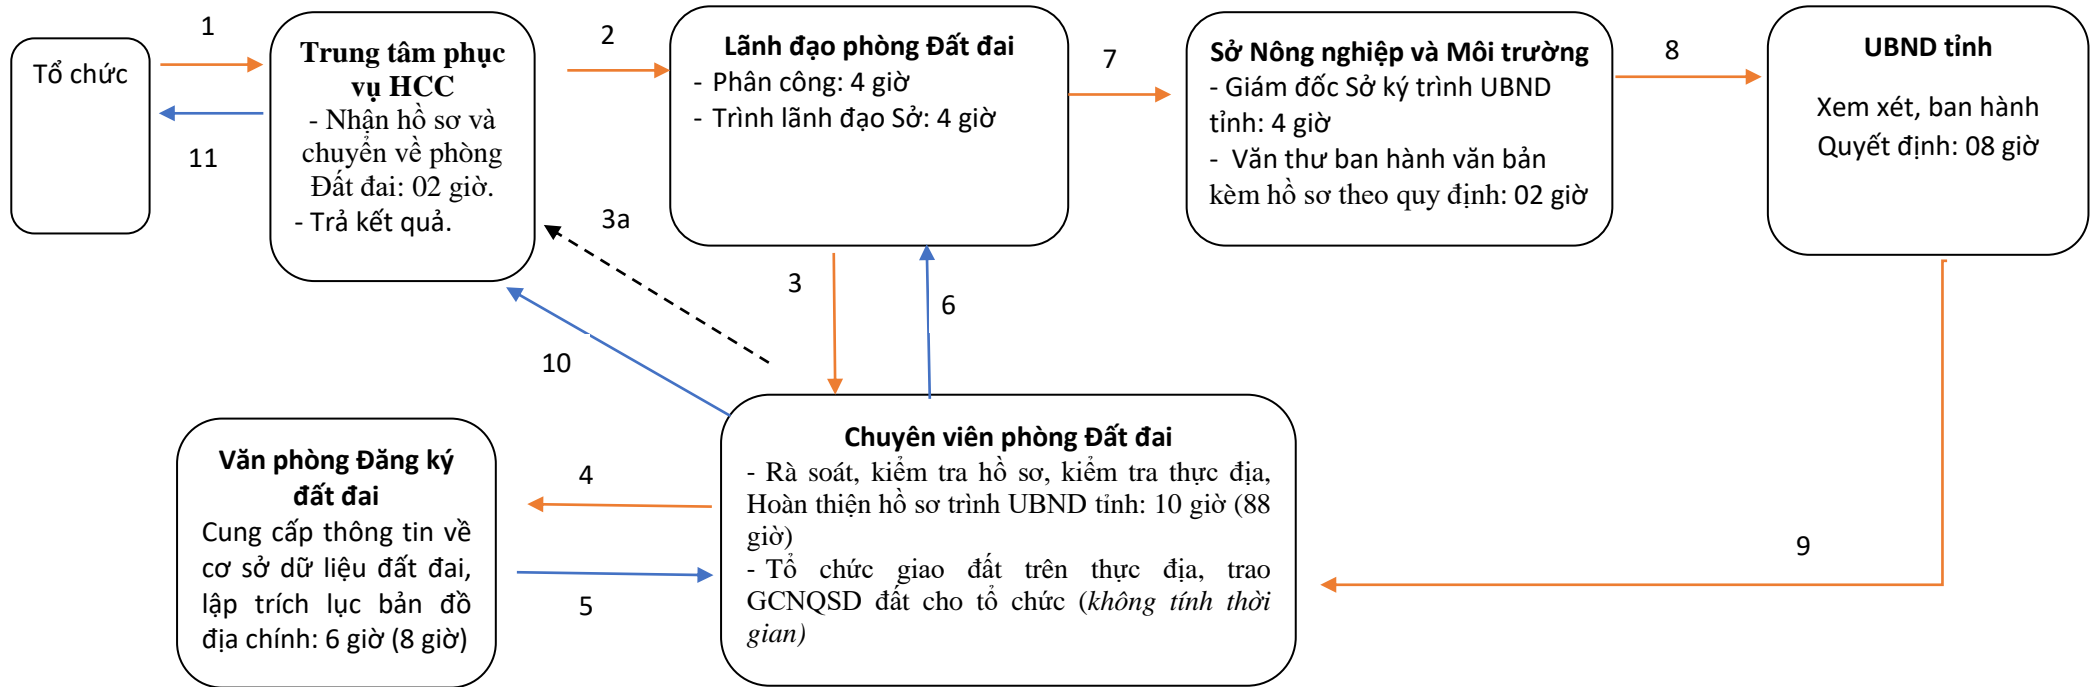 1
Tổ chức
11
Trung tâm phục
vụ HCC
- Nhận hồ sơ và
chuyển về phòng
Đất đai: 02 giờ.
- Trả kết quả.
2
3a
Lãnh đạo phòng Đất đai
- Phân công: 4 giờ
- Trình lãnh đạo Sở: 4 giờ
7
Sở Nông nghiệp và Môi trường
- Giám đốc Sở ký trình UBND
tỉnh: 4 giờ
- Văn thư ban hành văn bản
kèm hồ sơ theo quy định: 02 giờ
8
UBND tỉnh
Xem xét, ban hành
Quyết định: 08 giờ
3
6
10
9
Văn phòng Đăng ký
đất đai
Cung cấp thông tin về
cơ sở dữ liệu đất đai,
lập trích lục bản đồ
địa chính: 6 giờ (8 giờ)
4
5
Chuyên viên phòng Đất đai
- Rà soát, kiểm tra hồ sơ, kiểm tra thực địa,
Hoàn thiện hồ sơ trình UBND tỉnh: 10 giờ (88
giờ)
- Tổ chức giao đất trên thực địa, trao
GCNQSD đất cho tổ chức (không tính thời
gian)